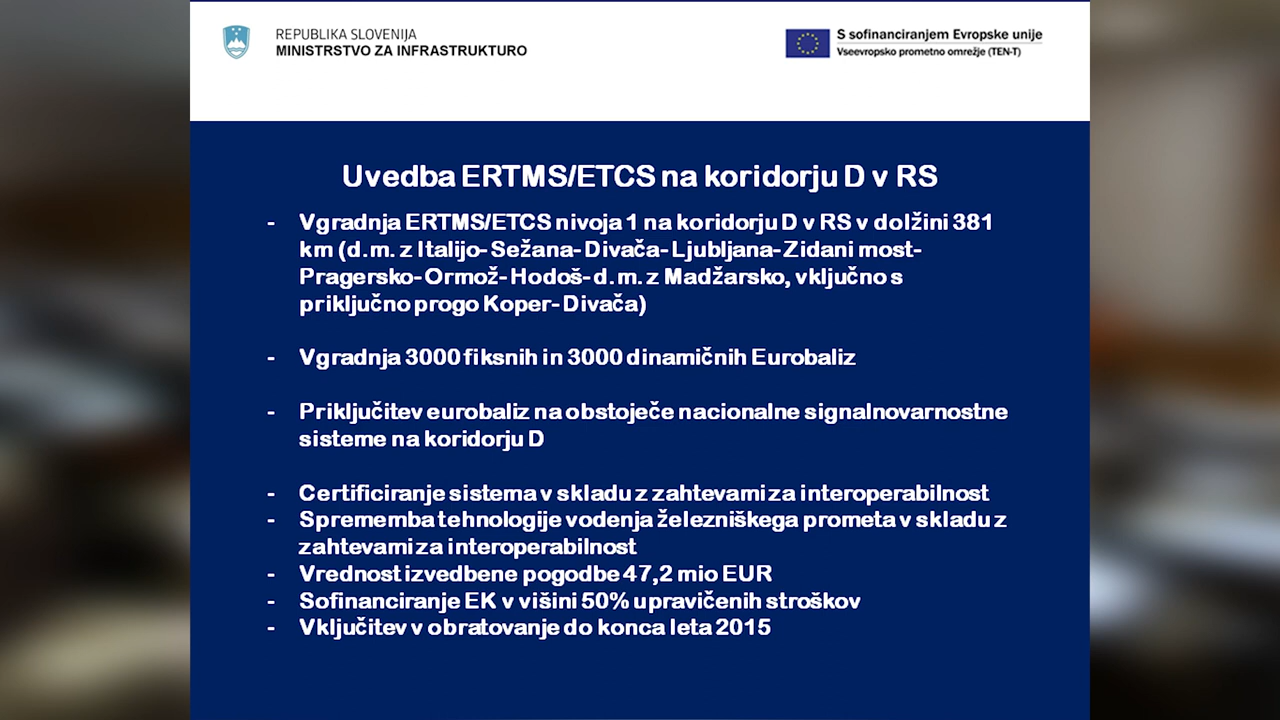 REPUBLIKA SLOVENIJA
MINISTRSTVO ZA INFRASTRUKTURO
S sofinanciranjem Evropske unije
Vseevropsko prometno omrežje (TEN-T)
Uvedba ERTMS/ETCS na koridorju D v RS
- Vgradnja ERTMS/ETCS nivoja 1 na koridorju D v RS v dolžini 381
km (d.m. z Italijo- Sežana- Divača- Ljubljana- Zidani most-
Pragersko- Ormož- Hodoš- d.m. z Madžarsko, vključno s
priključno progo Koper- Divača)
- Vgradnja 3000 fiksnih in 3000 dinamičnih Eurobaliz
- Priključitev eurobaliz na obstoječe nacionalne signalnovarnostne
sisteme na koridorju D
- Certificiranje sistema v skladu z zahtevami za interoperabilnost
- Sprememba tehnologije vodenja železniškega prometa v skladu z
zahtevami za interoperabilnost
- Vrednost izvedbene pogodbe 47,2 mio EUR
- Sofinanciranje EK v višini 50% upravičenih stroškov
- Vključitev v obratovanje do konca leta 2015